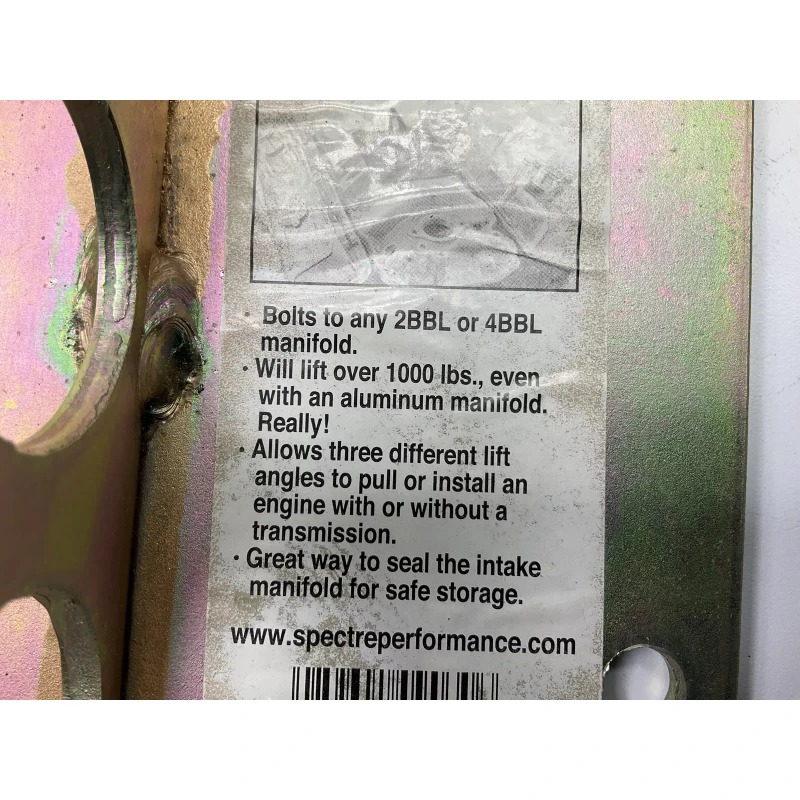 · Bolts to any 2BBL or 4BBL
manifold.
· Will lift over 1000 lbs., even
with an aluminum manifold.
Really!
· Allows three different lift
angles to pull or install an
engine with or without a
transmission.
· Great way to seal the intake
manifold for safe storage.
www.spectreperformance.com